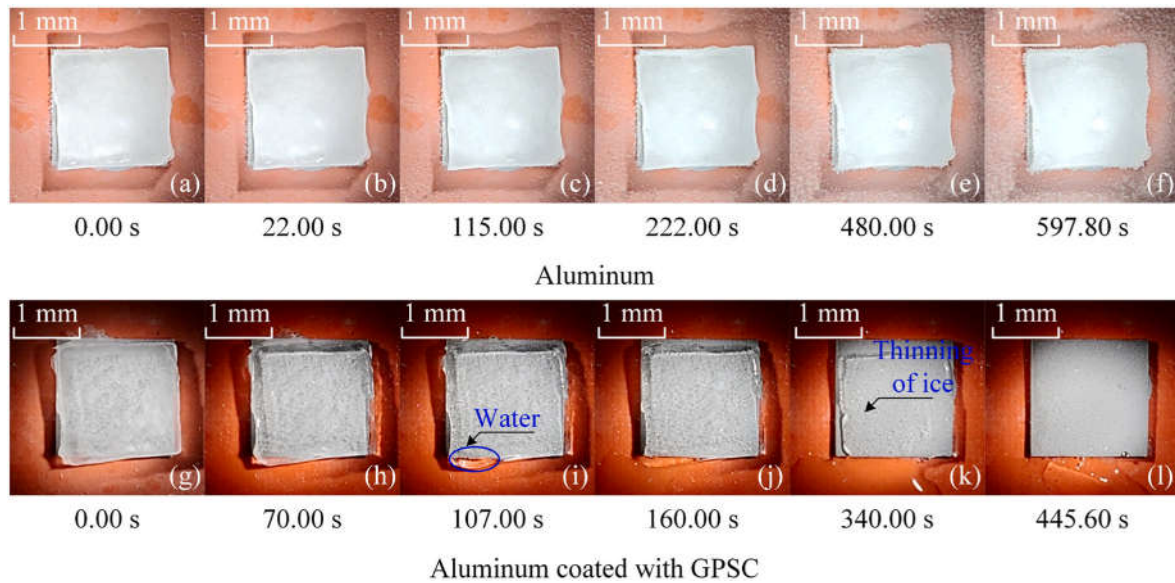 1 mm 1 mm 1 mm 1 mm 1 mm 1 mm
(a) (b) (c) (d) (e) (f)
0.00 s 22.00 s 115.00 s 222.00 s 480.00 s 597.80 s
Aluminum
1 mm 1 mm 1 mm 1 mm 1 mm 1 mm
Thinning
of ice
Water
(g) (h) (i) (j) (k) (l)
0.00 s 70.00 s 107.00 s 160.00 s 340.00 s 445.60 s
Aluminum coated with GPSC